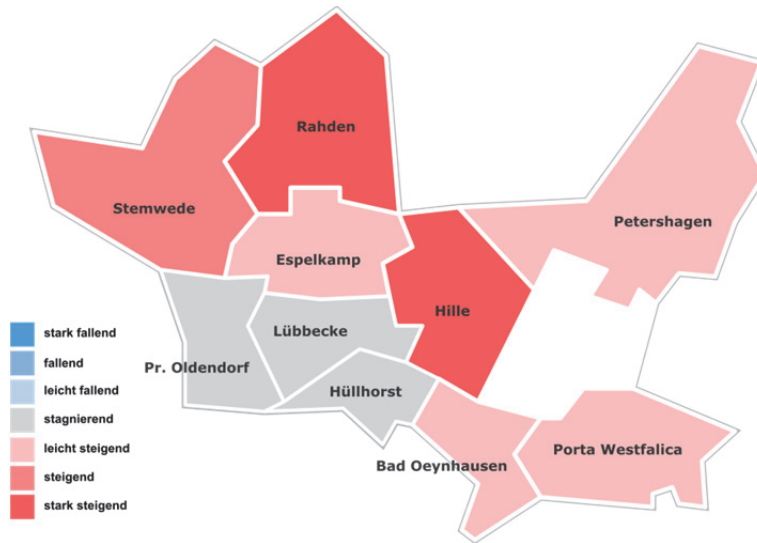 Rahden
Stemwede
Petershagen
Espelkamp
Hille
Lübbecke
Pr. Oldendorf
Hüllhorst
Bad Oeynhausen
Porta Westfalica
stark fallend
fallend
leicht fallend
stagnierend
leicht steigend
steigend
stark steigend